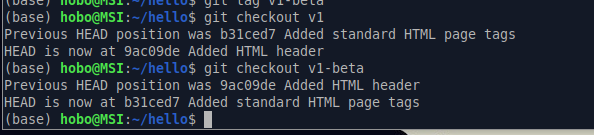 (base) hobo@MSI:~/hello$ git tag v1-beta
(base) hobo@MSI:~/hello$ git checkout v1
Previous HEAD position was b31ced7 Added standard HTML page tags
HEAD is now at 9ac09de Added HTML header
(base) hobo@MSI:~/hello$ git checkout v1-beta
Previous HEAD position was 9ac09de Added HTML header
HEAD is now at b31ced7 Added standard HTML page tags
(base) hobo@MSI:~/hello$